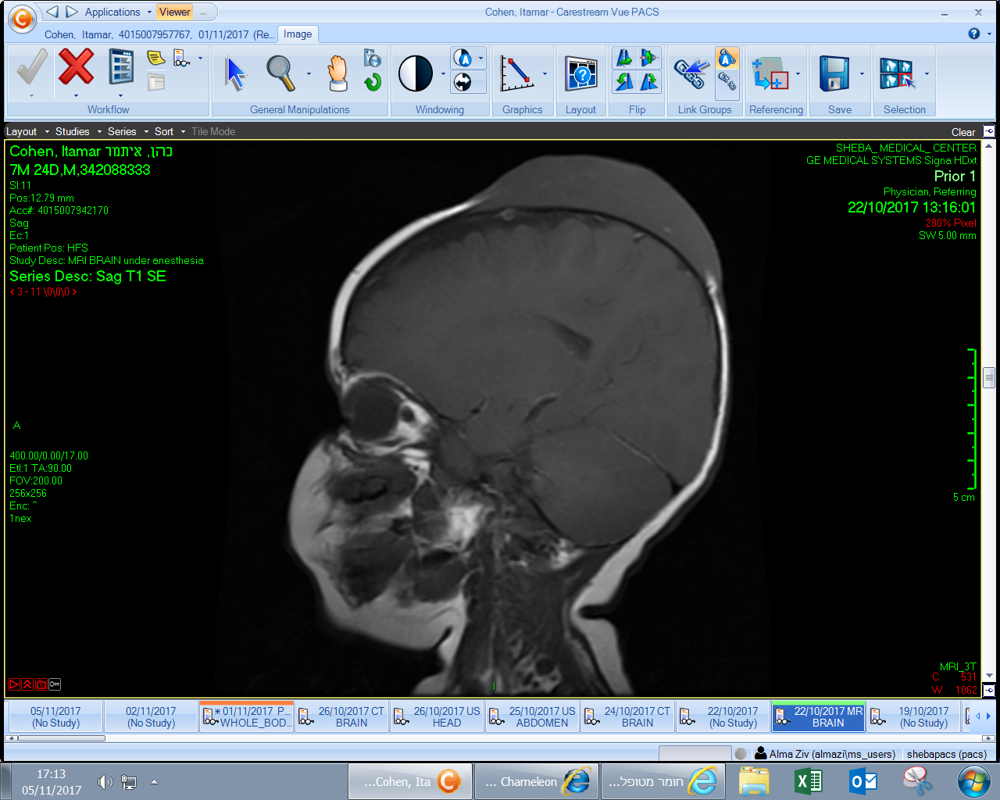 Applications Viewer
Cohen, Itamar - Carestream Vue PACS
Cohen, Itamar, 4015007957767, 01/11/2017 (Re... Image
Workflow General Manipulations Windowing Graphics Layout Flip Link Groups Referencing Save Selection
Layout Studies Series Sort Tile Mode Clear
Cohen, Itamar כהן, איתמר
7M 24D,M,342088333
Sl:11
Pos:12.79 mm
Acc#: 4015007942170
Sag
Ec:1
Patient Pos: HFS
Study Desc: MRI BRAIN under anesthesia
Series Desc: Sag T1 SE
< 3 - 11 \0\0\0 >
SHEBA_ MEDICAL_ CENTER
GE MEDICAL SYSTEMS Signa HDxt
Prior 1
Physician, Referring
22/10/2017 13:16:01
280% Pixel
SW 5.00 mm
A
400.00/0.00/17.00
Etl:1 TA:90.00
FOV:200.00
256x256
Enc: ^
1nex
5 cm
MRI_3T
C 531
W 1062
05/11/2017
(No Study)
02/11/2017
(No Study)
01/11/2017 P...
WHOLE_BOD...
26/10/2017 CT
BRAIN
26/10/2017 US
HEAD
25/10/2017 US
ABDOMEN
24/10/2017 CT
BRAIN
22/10/2017
(No Study)
22/10/2017 MR
BRAIN
19/10/2017
(No Study)
Alma Ziv (almazi\ms_users) shebapacs (pacs)
17:13
05/11/2017
...Cohen, Ita
... Chameleon
חומר מטופל...